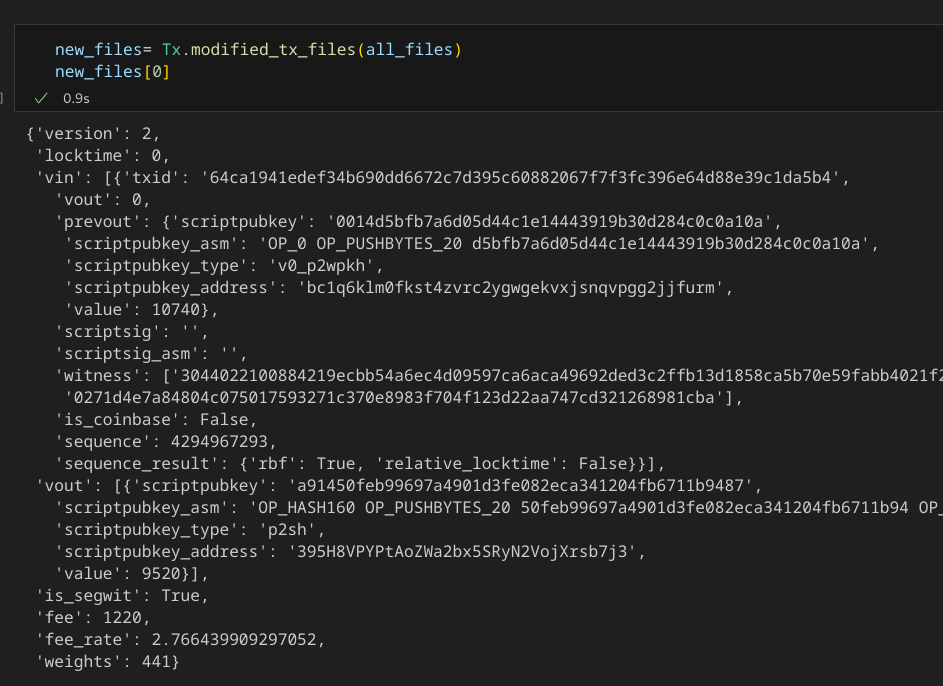 new_files= Tx.modified_tx_files(all_files)
new_files[0]
0.9s
{'version': 2,
'locktime': 0,
'vin': [{'txid': '64ca1941edef34b690dd6672c7d395c60882067f7f3fc396e64d88e39c1da5b4',
'vout': 0,
'prevout': {'scriptpubkey': '0014d5bfb7a6d05d44c1e14443919b30d284c0c0a10a',
'scriptpubkey_asm': 'OP_0 OP_PUSHBYTES_20 d5bfb7a6d05d44c1e14443919b30d284c0c0a10a',
'scriptpubkey_type': 'v0_p2wpkh',
'scriptpubkey_address': 'bc1q6klm0fkst4zvrc2ygwgekvxjsnqvpgg2jjfurm',
'value': 10740},
'scriptsig': '',
'scriptsig_asm': '',
'witness': ['3044022100884219ecbb54a6ec4d09597ca6aca49692ded3c2ffb13d1858ca5b70e59fabb4021f2
'0271d4e7a84804c075017593271c370e8983f704f123d22aa747cd321268981cba'],
'is_coinbase': False,
'sequence': 4294967293,
'sequence_result': {'rbf': True, 'relative_locktime': False}}],
'vout': [{'scriptpubkey': 'a91450feb99697a4901d3fe082eca341204fb6711b9487',
'scriptpubkey_asm': 'OP_HASH160 OP_PUSHBYTES_20 50feb99697a4901d3fe082eca341204fb6711b94 OP_
'scriptpubkey_type': 'p2sh',
'scriptpubkey_address': '395H8VPYPtAoZWa2bx5SRyN2VojXrsb7j3',
'value': 9520}],
'is_segwit': True,
'fee': 1220,
'fee_rate': 2.766439909297052,
'weights': 441}